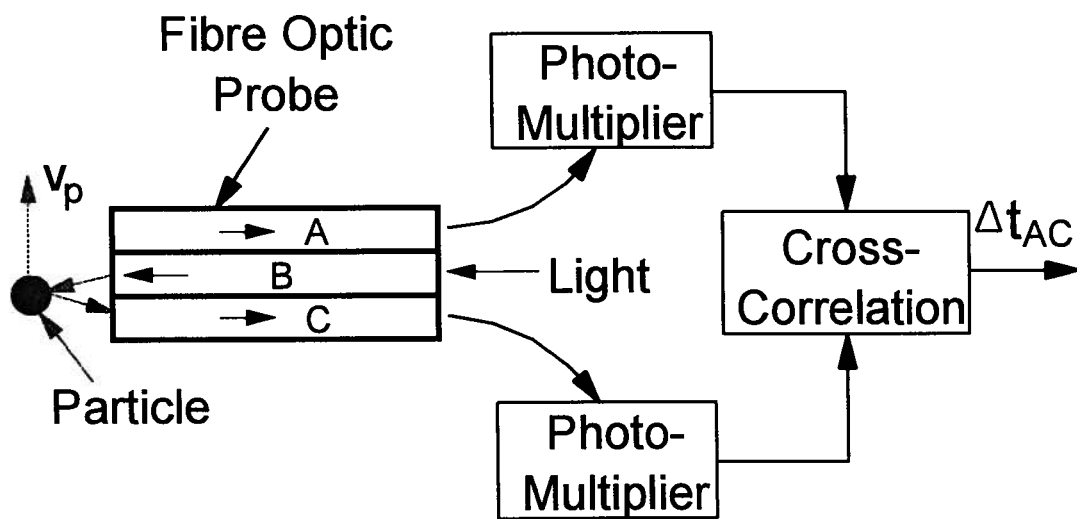 Fibre Optic
Probe
Photo-
Multiplier
v_p
A
B
C
Light
Cross-
Correlation
Δt_AC
Particle
Photo-
Multiplier